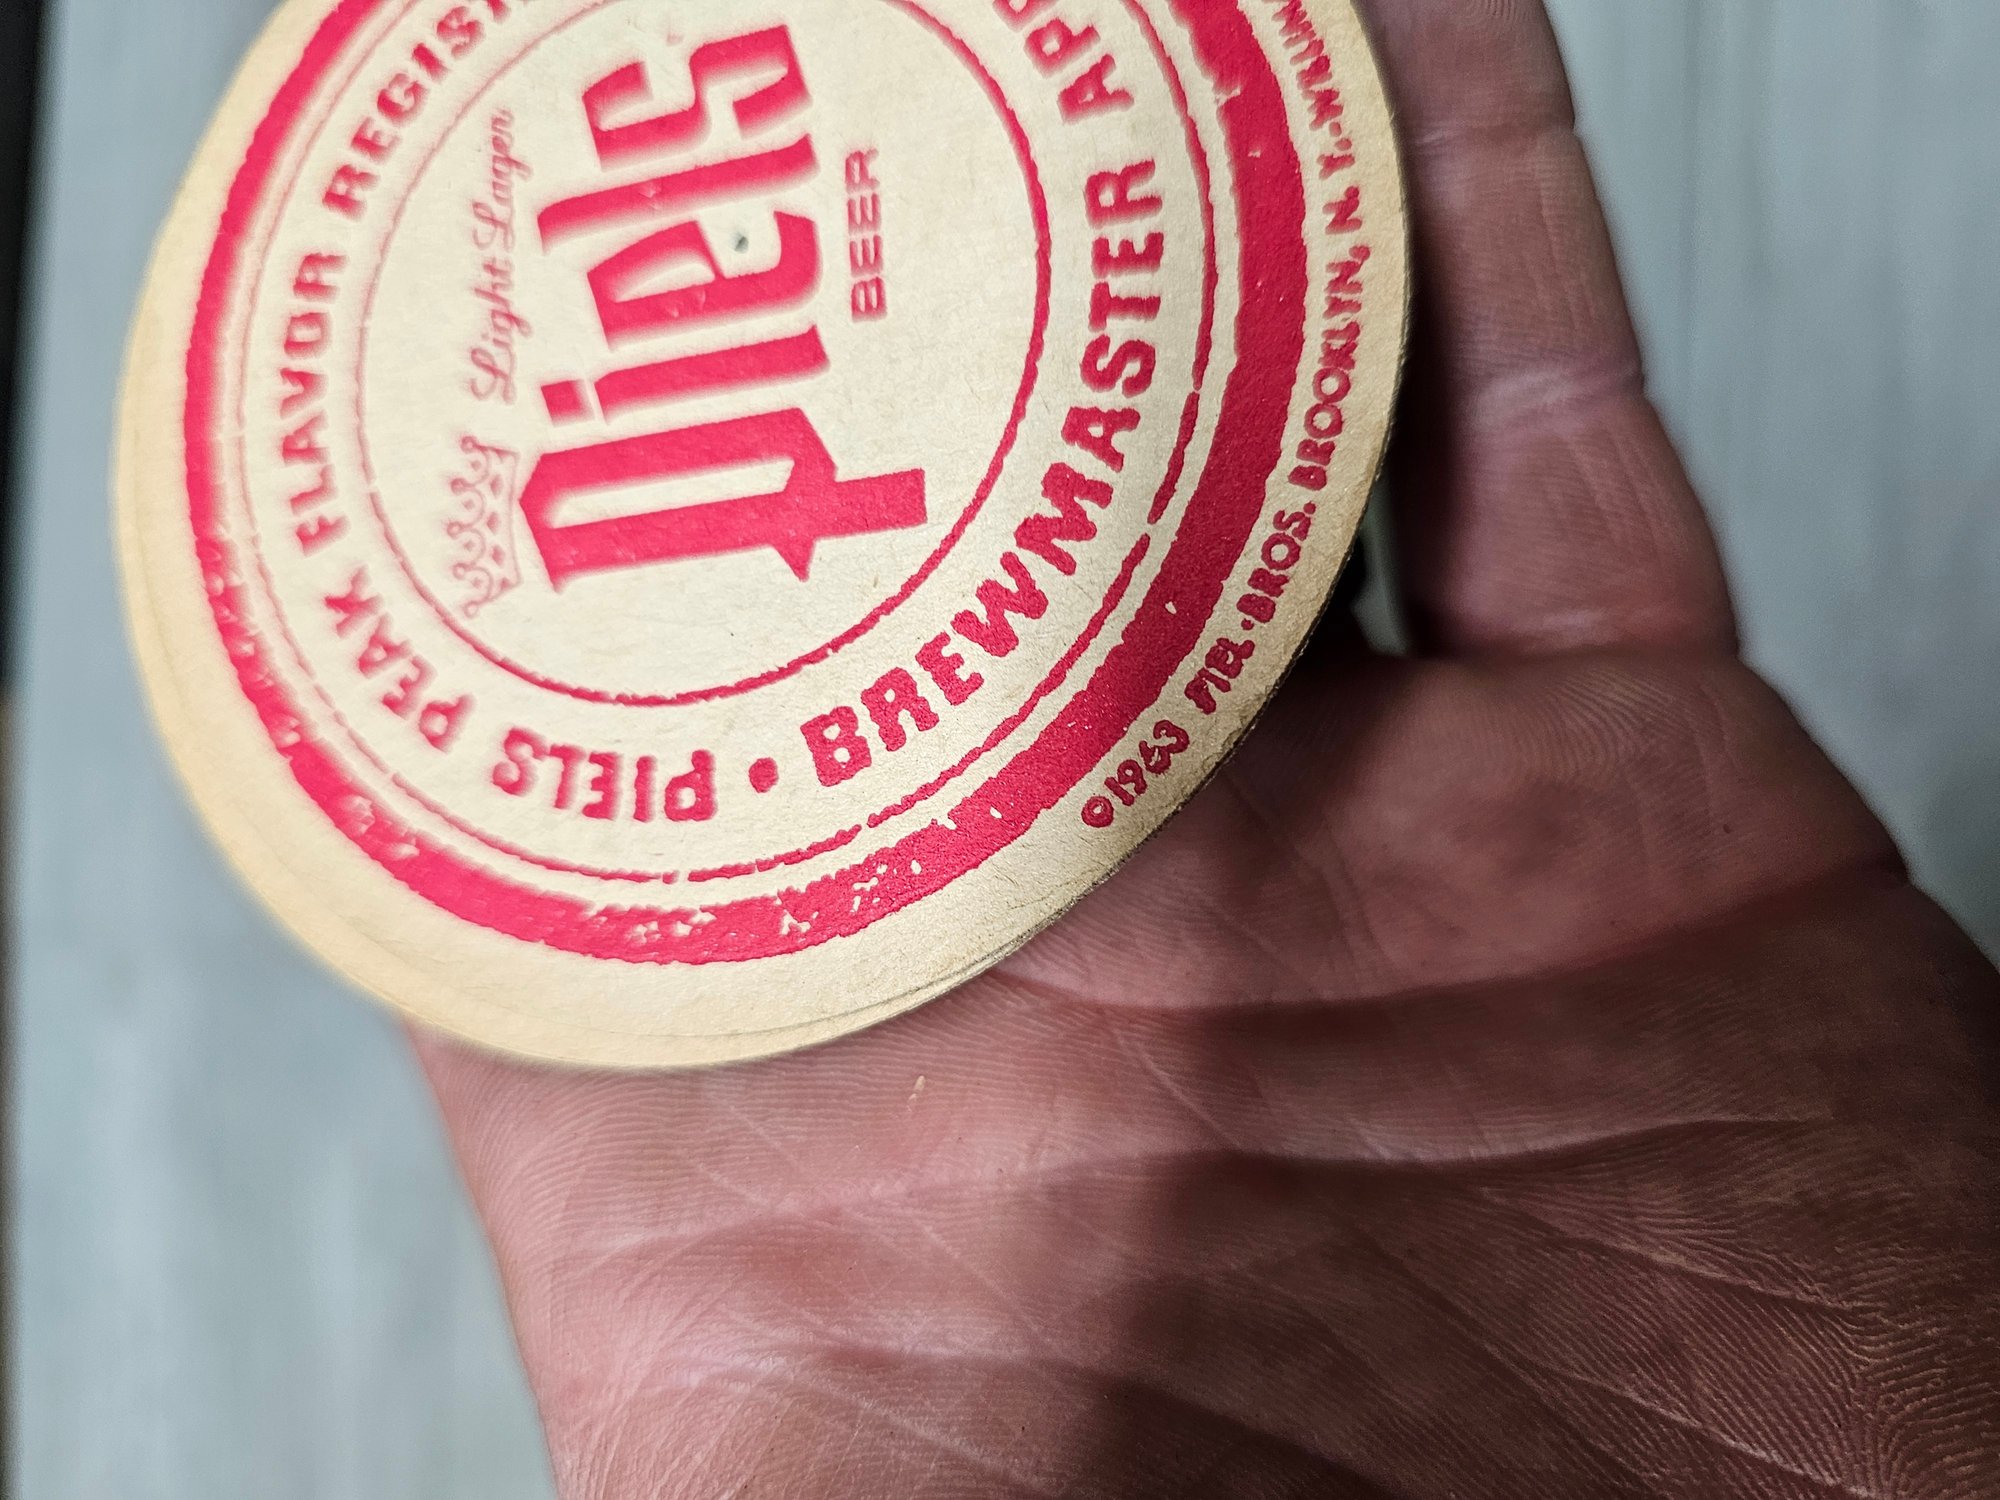 Light Lager
Piels
BEER
PIELS PEAK FLAVOR
• BREWMASTER
©1963 PIEL BROS. BROOKLYN, N. Y.